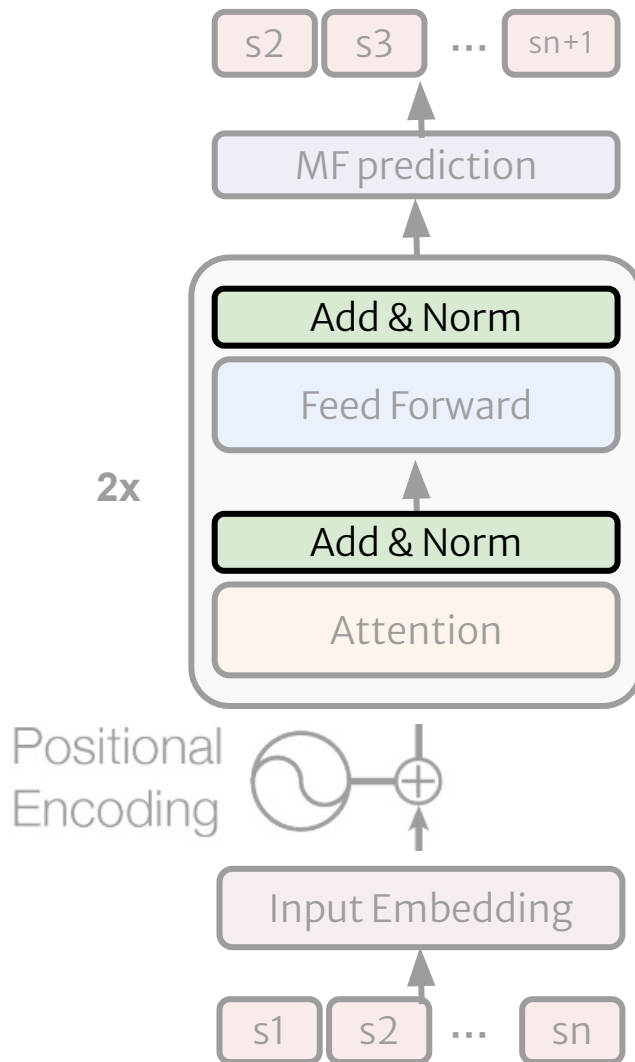 s2 s3 ... sn+1
MF prediction
Add & Norm
Feed Forward
2x
Add & Norm
Attention
Positional
Encoding
Input Embedding
s1 s2 ... sn